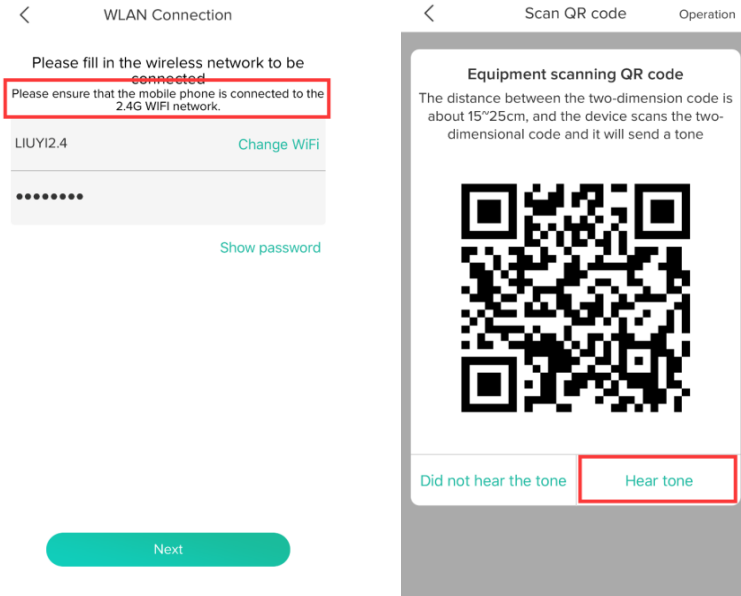 WLAN Connection
Please fill in the wireless network to be
connected
Please ensure that the mobile phone is connected to the
2.4G WIFI network.
LIUYI2.4
Change WiFi
••••••••
Show password
Next
Scan QR code
Operation
Equipment scanning QR code
The distance between the two-dimension code is
about 15~25cm, and the device scans the two-
dimensional code and it will send a tone
Did not hear the tone
Hear tone